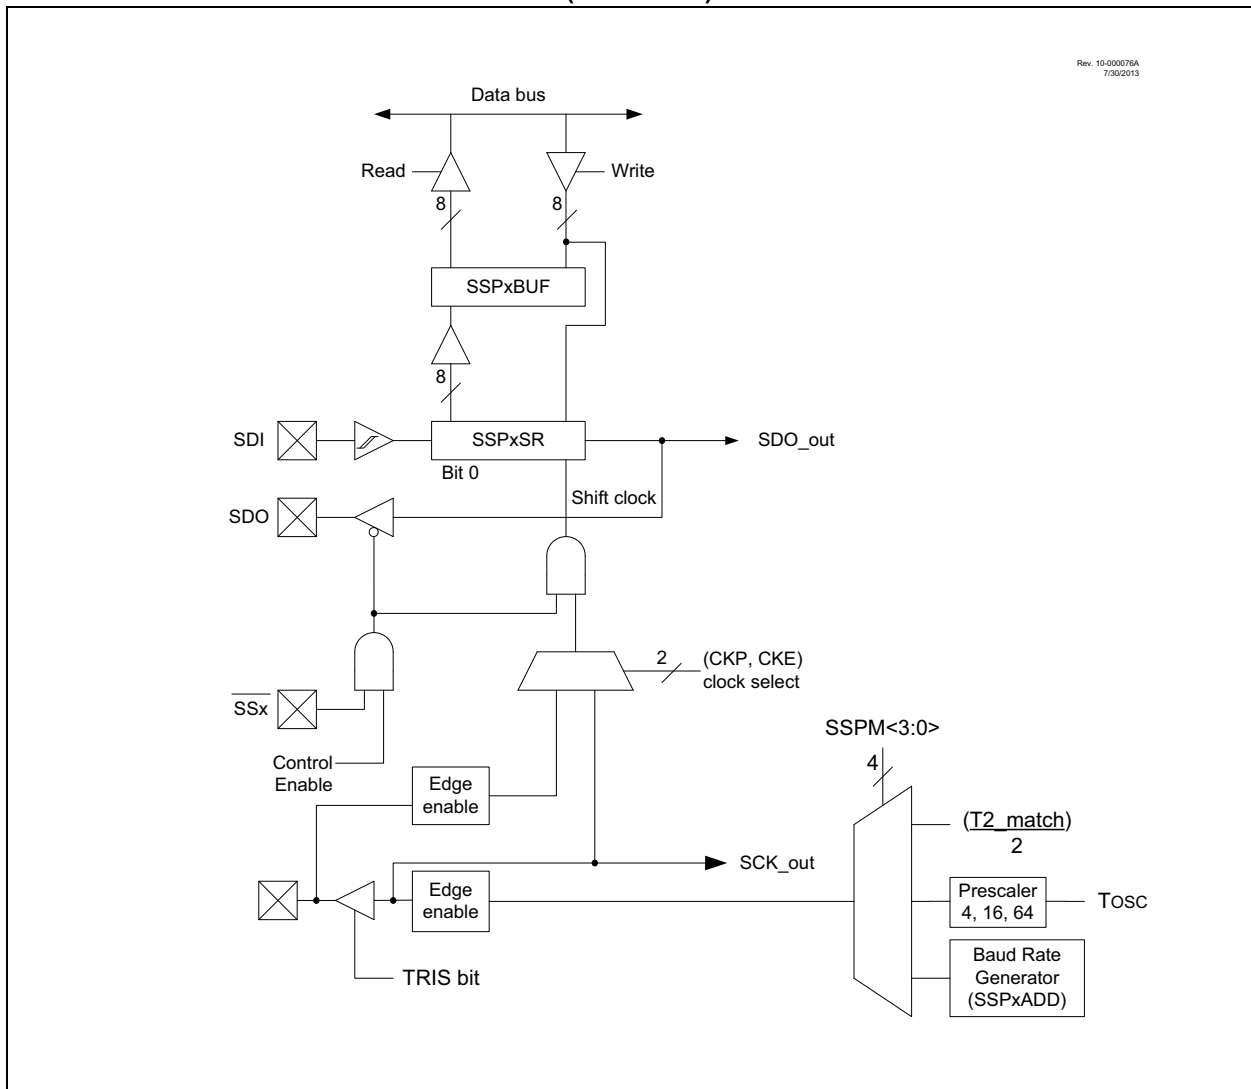 Rev. 10-000076A
7/30/2013
Data bus
Read
Write
8
8
SSPxBUF
8
SDI
SSPxSR
SDO_out
Bit 0
Shift clock
SDO
2
(CKP, CKE)
clock select
SSx
SSPM<3:0>
4
Control
Enable
Edge
enable
(T2_match)
2
SCK_out
Edge
enable
Prescaler
4, 16, 64
TOSC
TRIS bit
Baud Rate
Generator
(SSPxADD)